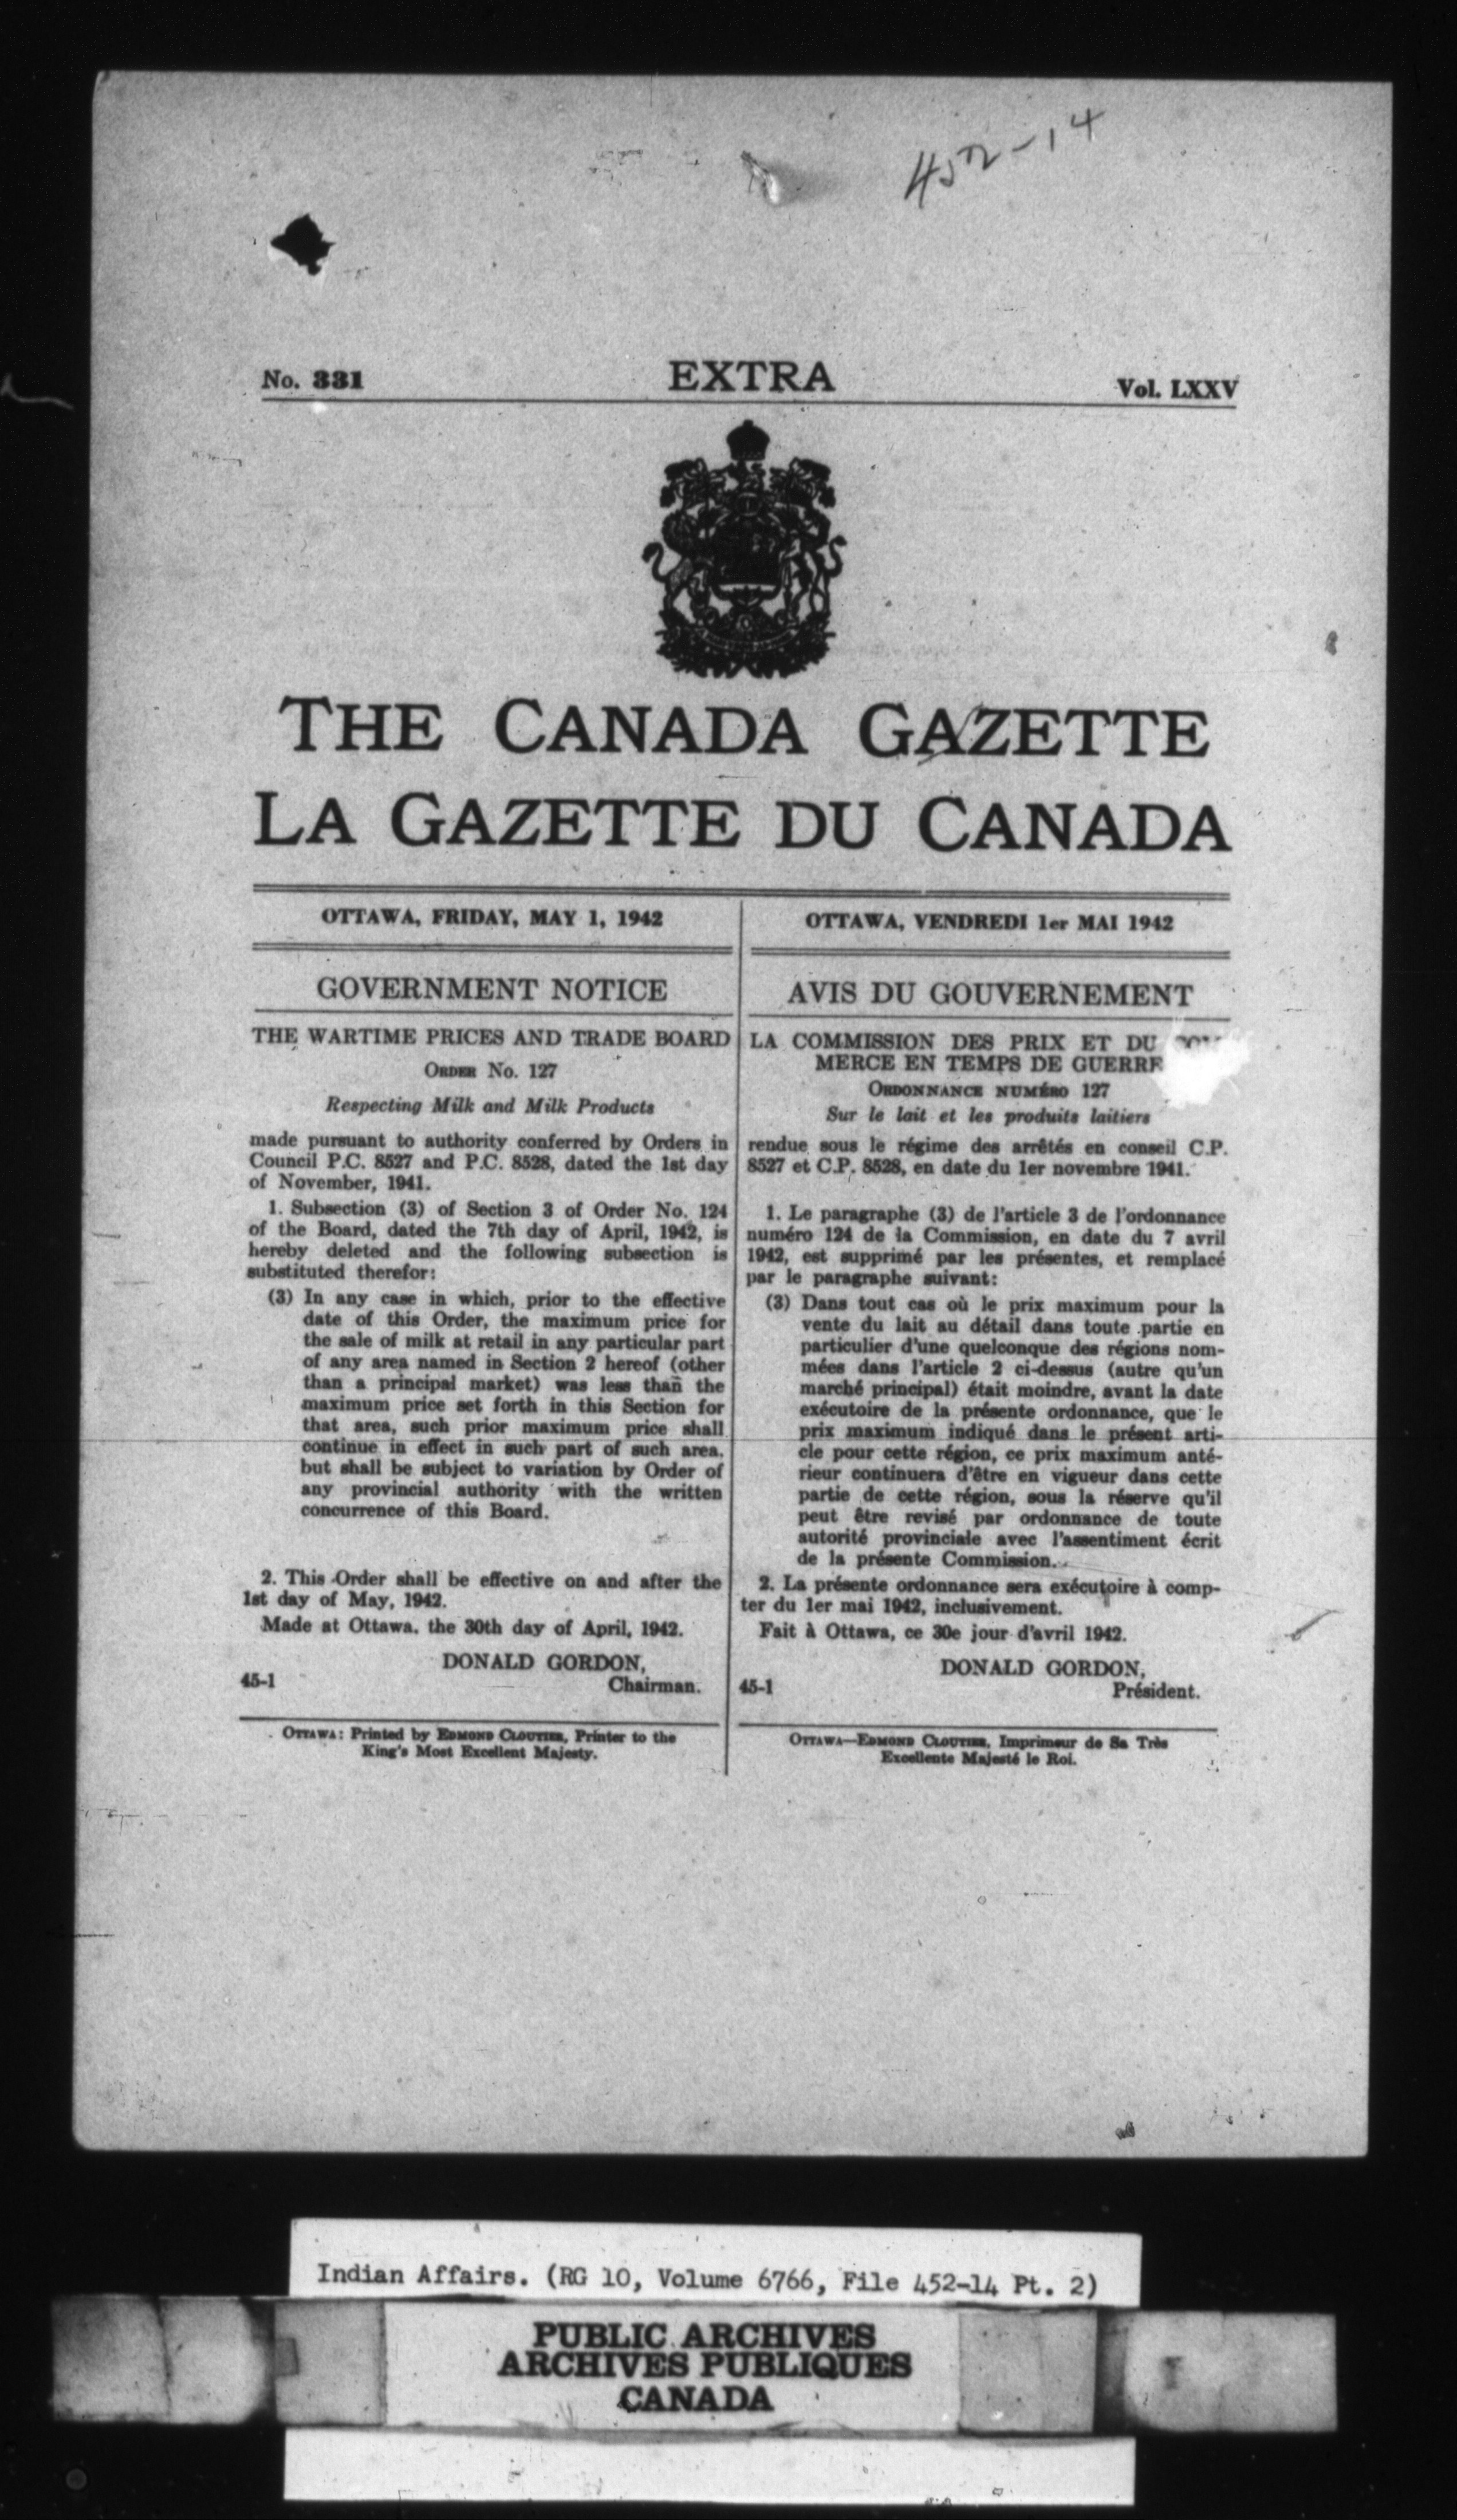 452-14
No. 331
EXTRA
Vol. LXXV
THE CANADA GAZETTE
LA GAZETTE DU CANADA
OTTAWA, FRIDAY, MAY 1, 1942
GOVERNMENT NOTICE
THE WARTIME PRICES AND TRADE BOARD
ORDER No. 127
Respecting Milk and Milk Products
made pursuant to authority conferred by Orders in
Council P.C. 8527 and P.C. 8528, dated the 1st day
of November, 1941.
1. Subsection (3) of Section 3 of Order No. 124
of the Board, dated the 7th day of April, 1942, is
hereby deleted and the following subsection is
substituted therefor:
(3) In any case in which, prior to the effective
date of this Order, the maximum price for
the sale of milk at retail in any particular part
of any area named in Section 2 hereof (other
than a principal market) was less than the
maximum price set forth in this Section for
that area, such prior maximum price shall
continue in effect in such part of such area,
but shall be subject to variation by Order of
any provincial authority with the written
concurrence of this Board.
2. This Order shall be effective on and after the
1st day of May, 1942.
Made at Ottawa, the 30th day of April, 1942.
DONALD GORDON,
45-1 Chairman.
OTTAWA: Printed by EDMOND CLOUTIER, Printer to the
King's Most Excellent Majesty.
OTTAWA, VENDREDI 1er MAI 1942
AVIS DU GOUVERNEMENT
LA COMMISSION DES PRIX ET DU
MERCE EN TEMPS DE GUERRE
ORDONNANCE NUMÉRO 127
Sur le lait et les produits laitiers
rendue sous le régime des arrêtés en conseil C.P.
8527 et C.P. 8528, en date du 1er novembre 1941.
1. Le paragraphe (3) de l'article 3 de l'ordonnance
numéro 124 de la Commission, en date du 7 avril
1942, est supprimé par les présentes, et remplacé
par le paragraphe suivant:
(3) Dans tout cas où le prix maximum pour la
vente du lait au détail dans toute partie en
particulier d'une quelconque des régions nom-
mées dans l'article 2 ci-dessus (autre qu'un
marché principal) était moindre, avant la date
exécutoire de la présente ordonnance, que le
prix maximum indiqué dans le présent arti-
cle pour cette région, ce prix maximum anté-
rieur continuera d'être en vigueur dans cette
partie de cette région, sous la réserve qu'il
peut être revisé par ordonnance de toute
autorité provinciale avec l'assentiment écrit
de la présente Commission.
2. La présente ordonnance sera exécutoire à comp-
ter du 1er mai 1942, inclusivement.
Fait à Ottawa, ce 30e jour d'avril 1942.
DONALD GORDON,
45-1 Président.
OTTAWA—EDMOND CLOUTIER, Imprimeur de Sa Très
Excellente Majesté le Roi.
Indian Affairs. (RG 10, Volume 6766, File 452-14 Pt. 2)
PUBLIC ARCHIVES
ARCHIVES PUBLIQUES
CANADA